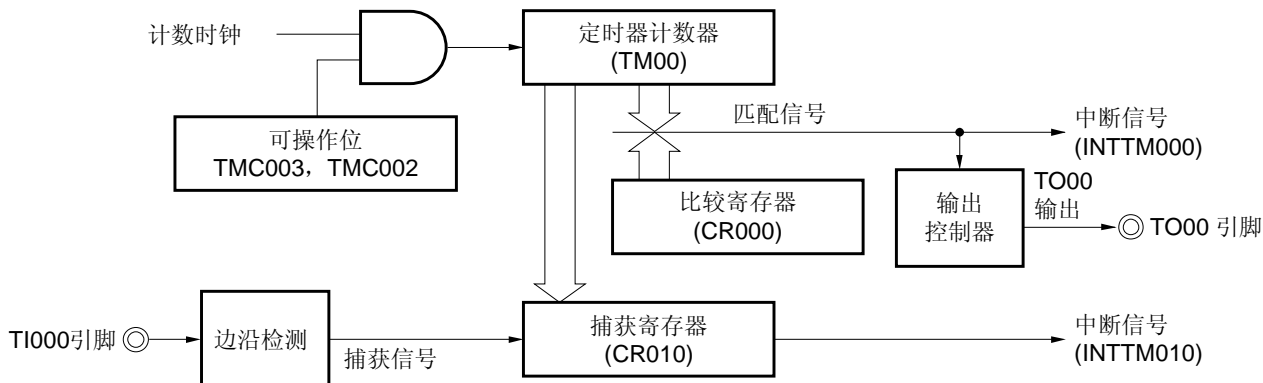 计数时钟
定时器计数器
(TM00)
可操作位
TMC003，TMC002
匹配信号
中断信号
(INTTM000)
比较寄存器
(CR000)
输出
控制器
TO00
输出
TO00 引脚
TI000引脚
边沿检测
捕获信号
捕获寄存器
(CR010)
中断信号
(INTTM010)